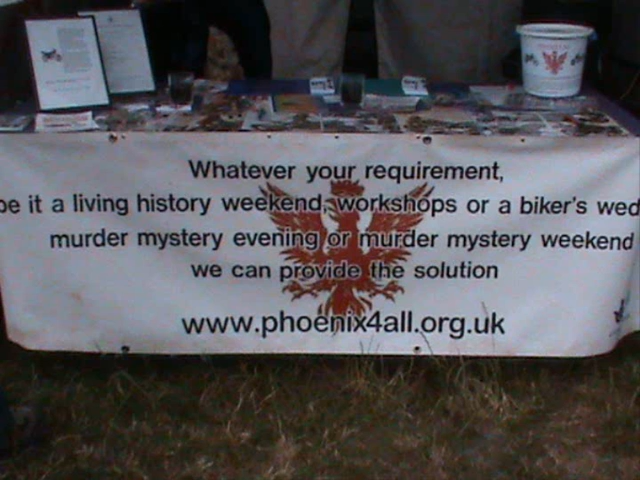 Whatever your requirement,
be it a living history weekend, workshops or a biker's wed
murder mystery evening or murder mystery weekend
we can provide the solution
www.phoenix4all.org.uk